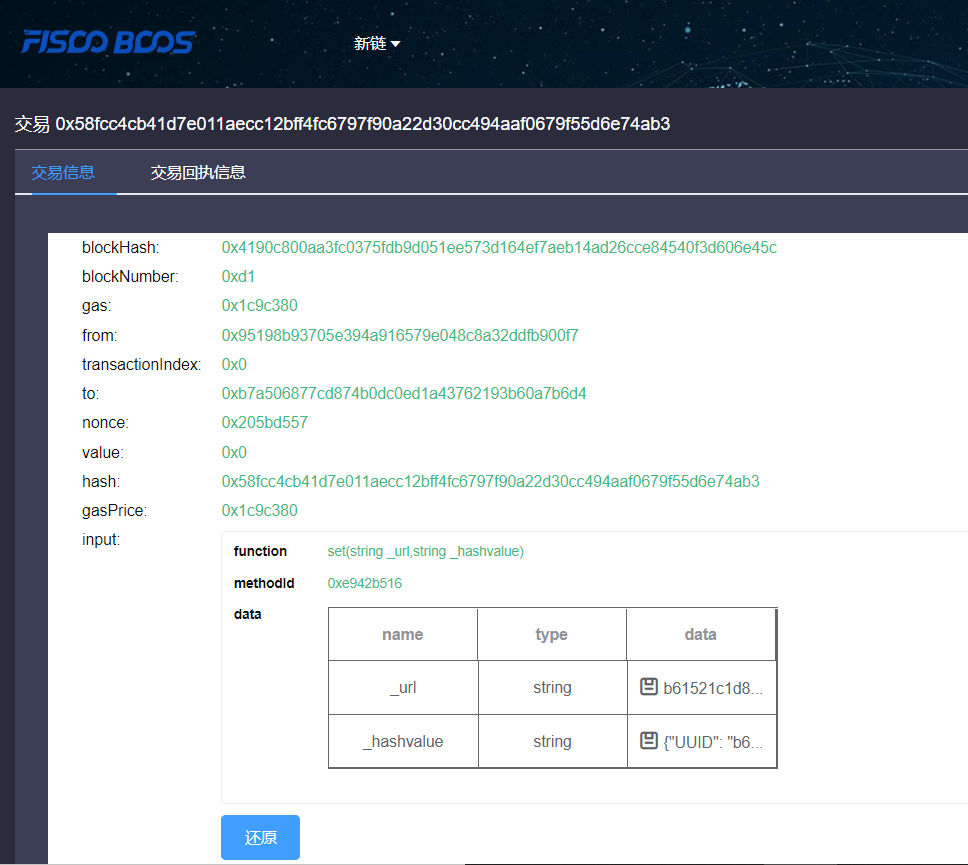 FISCO BCOS
新链
交易 0x58fcc4cb41d7e011aecc12bff4fc6797f90a22d30cc494aaf0679f55d6e74ab3
交易信息 交易回执信息
blockHash: 0x4190c800aa3fc0375fdb9d051ee573d164ef7aeb14ad26cce84540f3d606e45c
blockNumber: 0xd1
gas: 0x1c9c380
from: 0x95198b93705e394a916579e048c8a32ddfb900f7
transactionIndex: 0x0
to: 0xb7a506877cd874b0dc0ed1a43762193b60a7b6d4
nonce: 0x205bd557
value: 0x0
hash: 0x58fcc4cb41d7e011aecc12bff4fc6797f90a22d30cc494aaf0679f55d6e74ab3
gasPrice: 0x1c9c380
input:
function set(string _url,string _hashvalue)
methodId 0xe942b516
data
name type data
_url string b61521c1d8...
_hashvalue string {"UUID": "b6...
还原